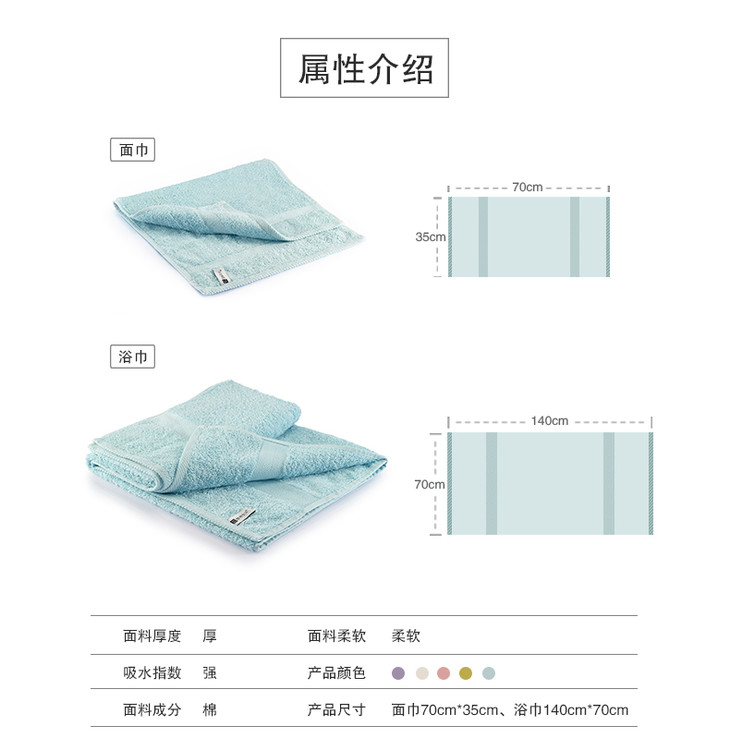 属性介绍
面巾
70cm
35cm
浴巾
140cm
70cm
面料厚度 厚 面料柔软 柔软
吸水指数 强 产品颜色
面料成分 棉 产品尺寸 面巾70cm*35cm、浴巾140cm*70cm